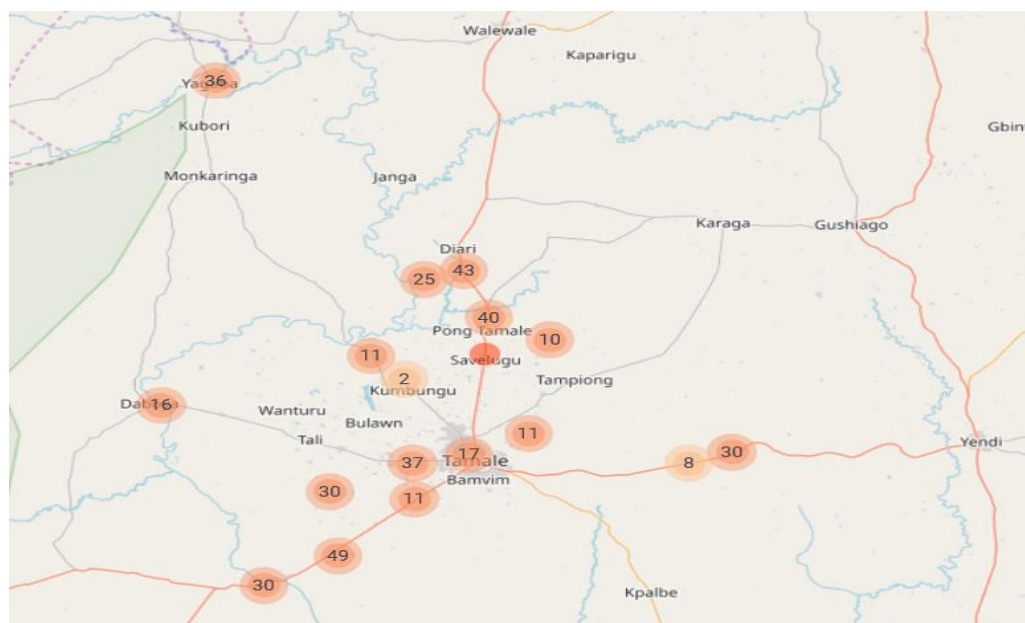 Walewale
Kaparigu
36
Kubori
Gbin
Monkaringa
Janga
Karaga
Gushiago
Diari
25
43
40
Pong Tamale
10
11
Savelugu
2
Kumbungu
Tampiong
16
Wanturu
Bulawn
11
Tali
Yendi
17
Tamale
37
30
8
Bamvim
30
11
49
30
Kpalbe